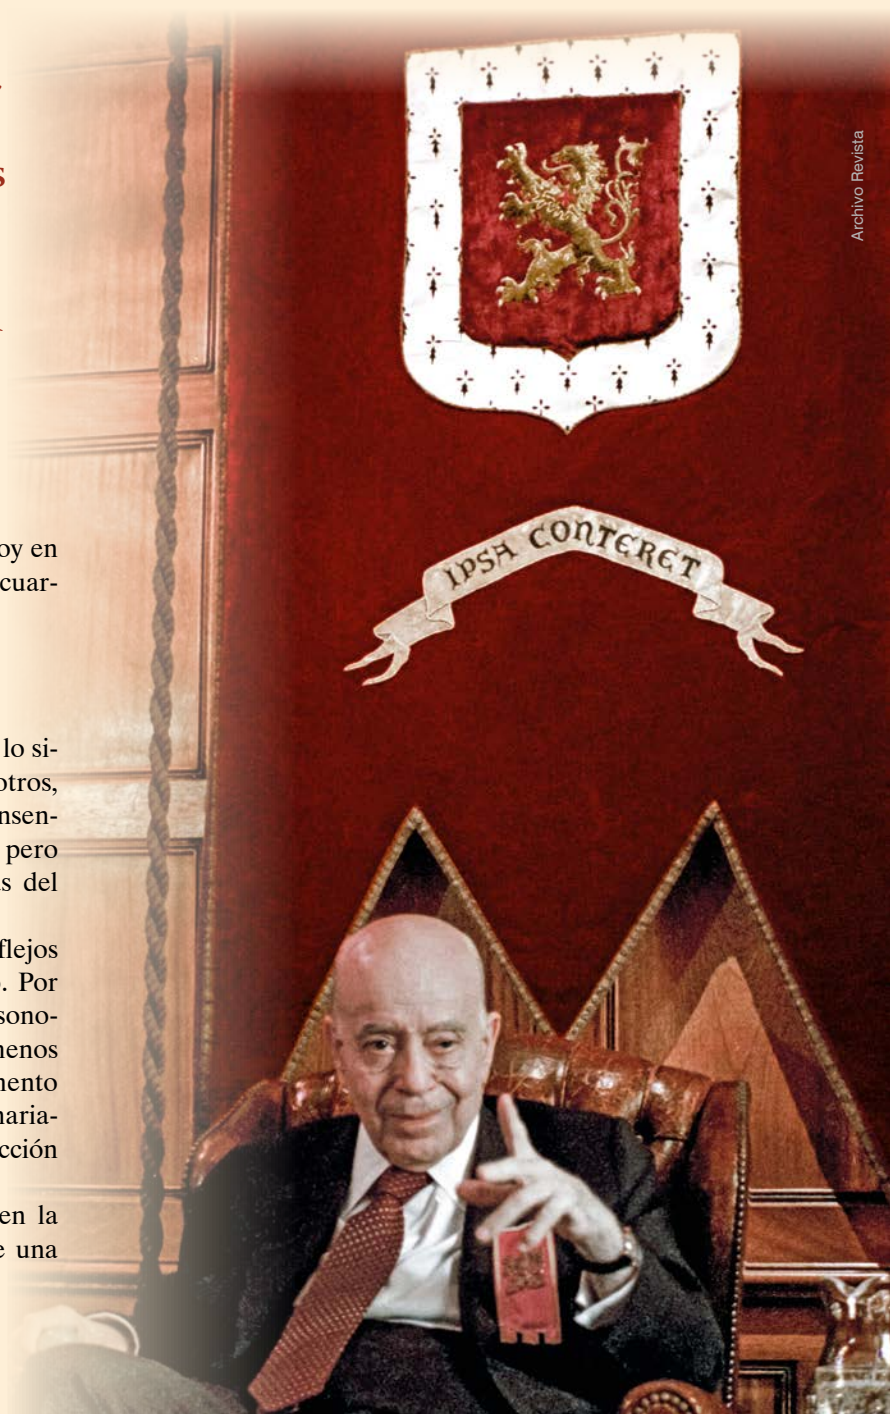 s
Archivo Revista
IPSA CONTERET
oy en
cuar-
lo si-
otros,
nsen-
pero
s del
flejos
. Por
sono-
nenos
mento
naria-
cción
en la
e una